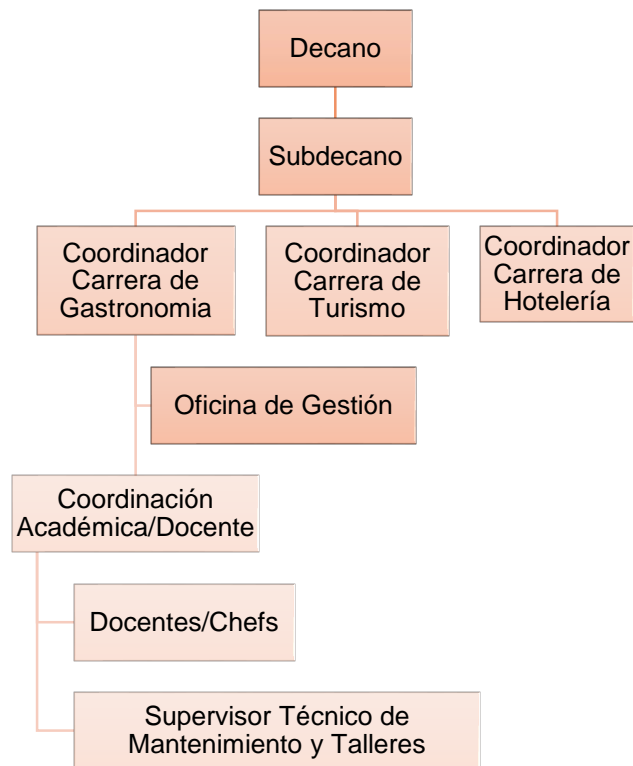 Decano
Subdecano
Coordinador
Carrera de
Gastronomia
Coordinador
Carrera de
Turismo
Coordinador
Carrera de
Hotelería
Oficina de Gestión
Coordinación
Académica/Docente
Docentes/Chefs
Supervisor Técnico de
Mantenimiento y Talleres